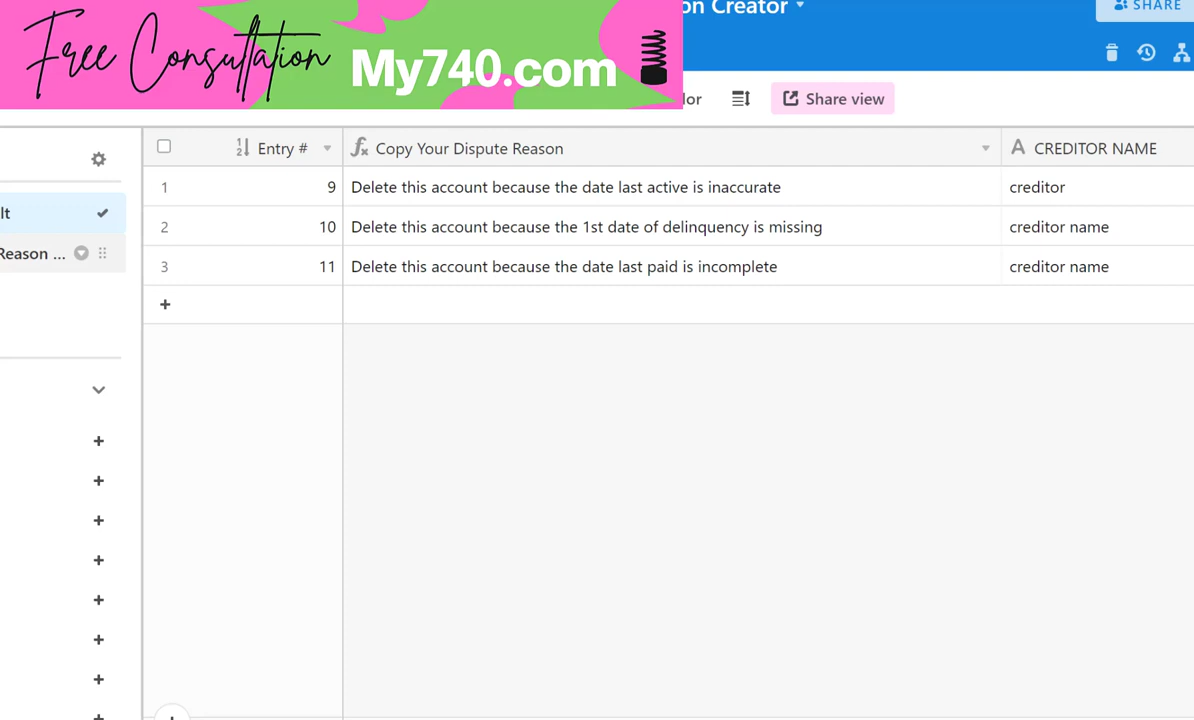 Free Consultation My740.com
on Creator
SHARE
lor
Share view
Entry # Copy Your Dispute Reason CREDITOR NAME
1 9 Delete this account because the date last active is inaccurate creditor
2 10 Delete this account because the 1st date of delinquency is missing creditor name
3 11 Delete this account because the date last paid is incomplete creditor name
lt
Reason ...